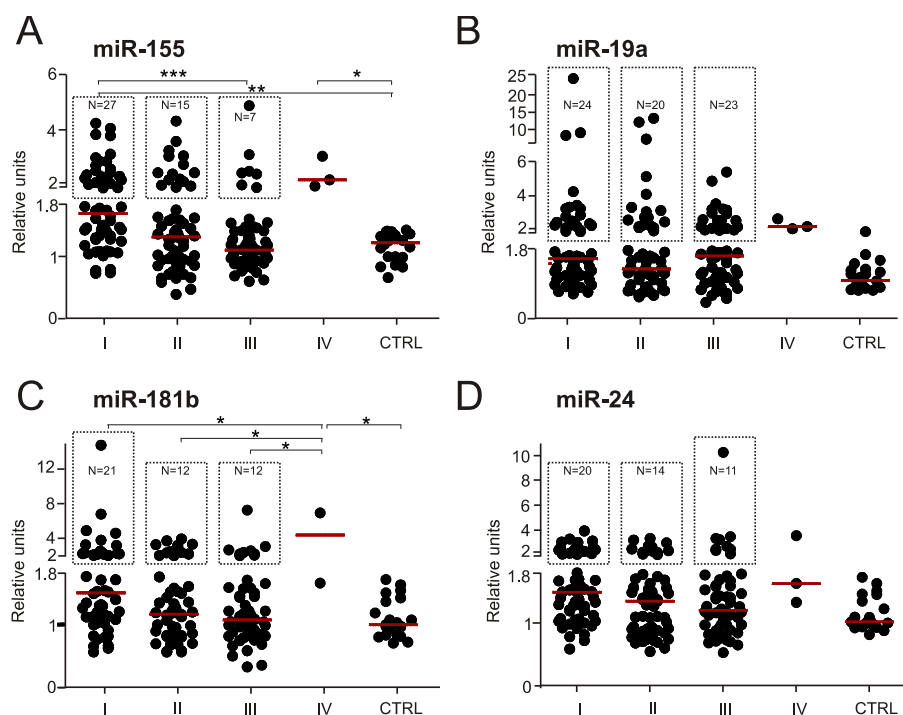 A
miR-155
Relative units
6
4
2
1.8
1
0
***
**
*
N=27
N=15
N=7
I
II
III
IV
CTRL
B
miR-19a
Relative units
25
20
15
10
6
4
2
1.8
1
0
N=24
N=20
N=23
I
II
III
IV
CTRL
C
miR-181b
Relative units
12
8
4
2
1.8
1
0
*
*
*
*
N=21
N=12
N=12
I
II
III
IV
CTRL
D
miR-24
Relative units
10
8
6
4
2
1.8
1
0
N=20
N=14
N=11
I
II
III
IV
CTRL